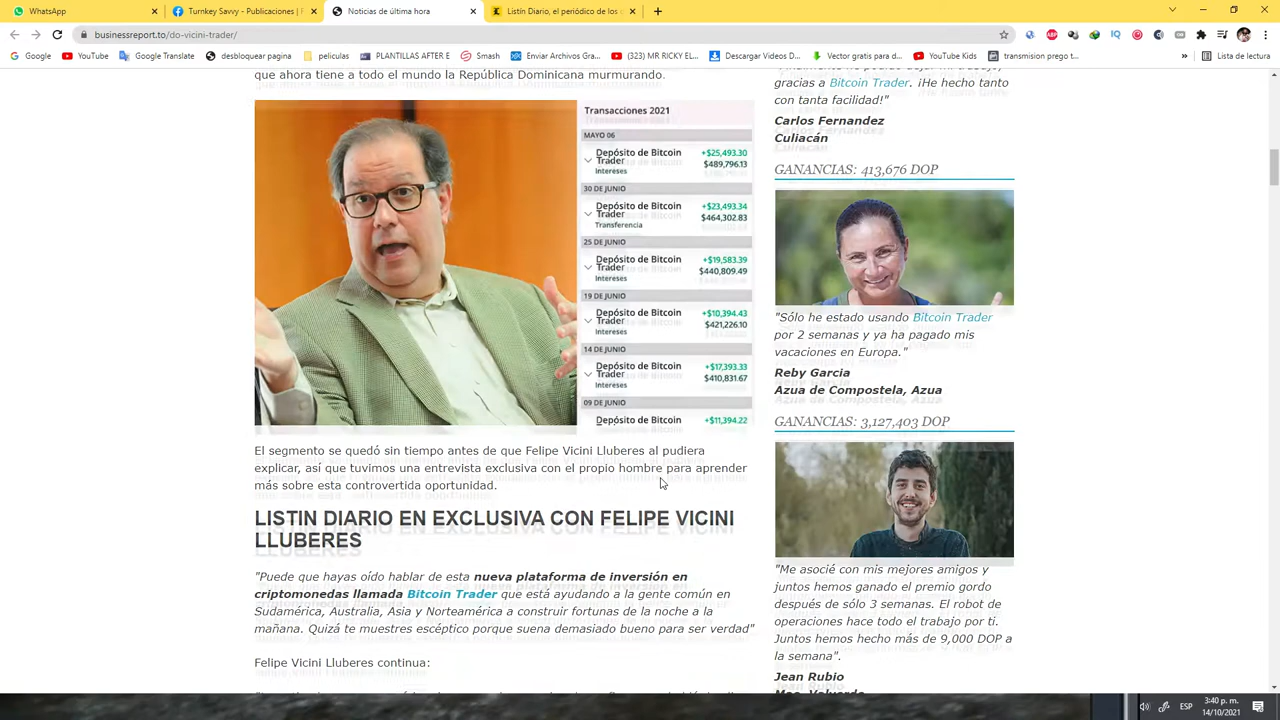 WhatsApp
Turnkey Savvy - Publicaciones | F
Noticias de última hora
Listín Diario, el periódico de los d
businessreport.to/do-vicini-trader/
Google
YouTube
Google Translate
desbloquear pagina
peliculas
PLANTILLAS AFTER E
Smash
Enviar Archivos Gra...
(323) MR RICKY EL...
Descargar Videos D...
Vector gratis para d...
YouTube Kids
transmision prego t...
»
Lista de lectura
que ahora tiene a todo el mundo la República Dominicana murmurando.
Transacciones 2021
MAYO 06
Depósito de Bitcoin +$25,493.30
Trader $489,796.13
Intereses
30 DE JUNIO
Depósito de Bitcoin +$23,493.34
Trader $464,302.83
Transferencia
25 DE JUNIO
Depósito de Bitcoin +$19,583.39
Trader $440,809.49
Intereses
19 DE JUNIO
Depósito de Bitcoin +$10,394.43
Trader $421,226.10
Intereses
14 DE JUNIO
Depósito de Bitcoin +$17,393.33
Trader $410,831.67
Intereses
09 DE JUNIO
Depósito de Bitcoin +$11,394.22
El segmento se quedó sin tiempo antes de que Felipe Vicini Lluberes al pudiera
explicar, así que tuvimos una entrevista exclusiva con el propio hombre para aprender
más sobre esta controvertida oportunidad.
LISTIN DIARIO EN EXCLUSIVA CON FELIPE VICINI
LLUBERES
"Puede que hayas oído hablar de esta nueva plataforma de inversión en
criptomonedas llamada Bitcoin Trader que está ayudando a la gente común en
Sudamérica, Australia, Asia y Norteamérica a construir fortunas de la noche a la
mañana. Quizá te muestres escéptico porque suena demasiado bueno para ser verdad"
Felipe Vicini Lluberes continua:
gracias a Bitcoin Trader. ¡He hecho tanto
con tanta facilidad!"
Carlos Fernandez
Culiacán
GANANCIAS: 413,676 DOP
"Sólo he estado usando Bitcoin Trader
por 2 semanas y ya ha pagado mis
vacaciones en Europa."
Reby Garcia
Azua de Compostela, Azua
GANANCIAS: 3,127,403 DOP
"Me asocié con mis mejores amigos y
juntos hemos ganado el premio gordo
después de sólo 3 semanas. El robot de
operaciones hace todo el trabajo por ti.
Juntos hemos hecho más de 9,000 DOP a
la semana".
Jean Rubio
ESP
3:40 p. m.
14/10/2021